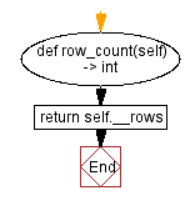 def row_count(self)
-> int
return self.__rows
End